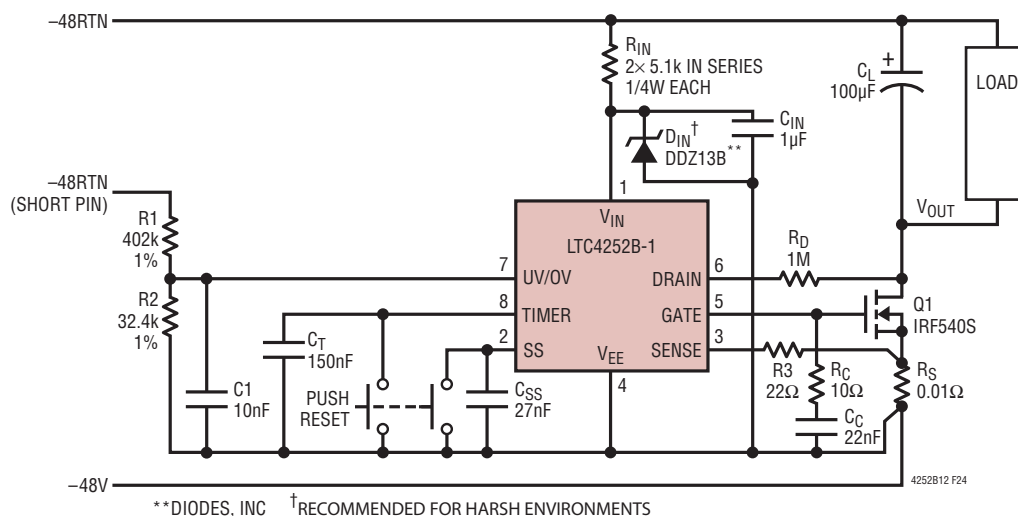 −48RTN
RIN
2× 5.1k IN SERIES
1/4W EACH
+
CL
100µF
LOAD
DIN†
DDZ13B**
CIN
1µF
−48RTN
(SHORT PIN)
R1
402k
1%
1
VIN
LTC4252B-1
VOUT
RD
1M
7
UV/OV
DRAIN
6
R2
32.4k
1%
8
TIMER
GATE
5
Q1
IRF540S
2
SS
VEE
SENSE
3
4
CT
150nF
C1
10nF
PUSH
RESET
CSS
27nF
R3
22Ω
RC
10Ω
CC
22nF
RS
0.01Ω
−48V
4252B12 F24
**DIODES, INC †RECOMMENDED FOR HARSH ENVIRONMENTS